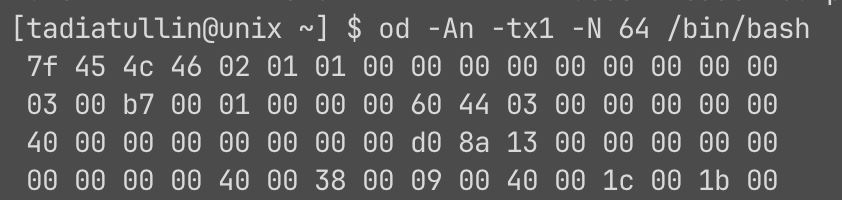 [tadiatullin@unix ~] $ od -An -tx1 -N 64 /bin/bash
7f 45 4c 46 02 01 01 00 00 00 00 00 00 00 00 00
03 00 b7 00 01 00 00 00 60 44 03 00 00 00 00 00
40 00 00 00 00 00 00 00 d0 8a 13 00 00 00 00 00
00 00 00 00 40 00 38 00 09 00 40 00 1c 00 1b 00